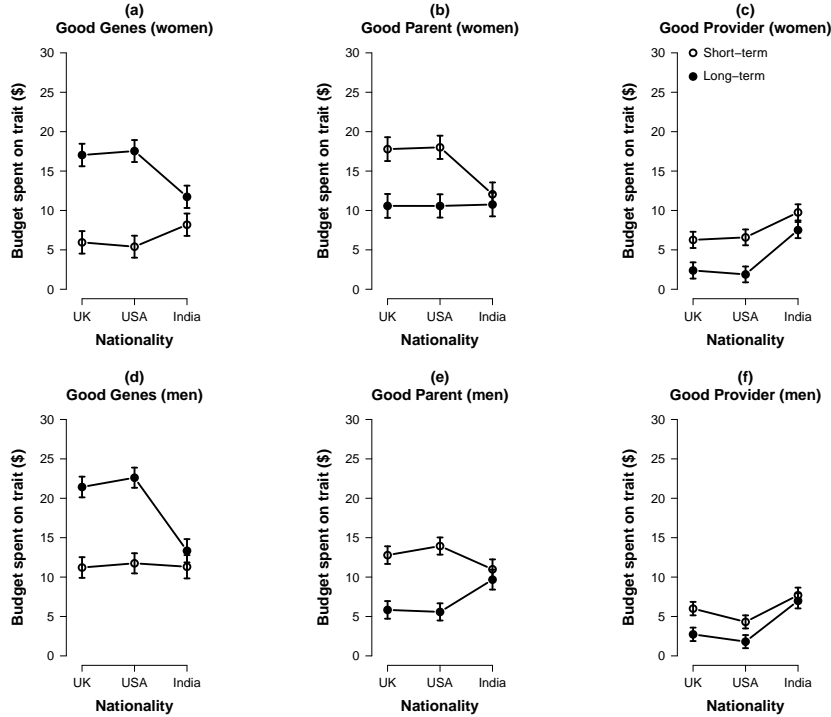 (a)
Good Genes (women)
Budget spent on trait ($)
30
25
20
15
10
5
0
UK USA India
Nationality
(b)
Good Parent (women)
Budget spent on trait ($)
30
25
20
15
10
5
0
UK USA India
Nationality
(c)
Good Provider (women)
Budget spent on trait ($)
30
25
20
15
10
5
0
Short−term
Long−term
UK USA India
Nationality
(d)
Good Genes (men)
Budget spent on trait ($)
30
25
20
15
10
5
0
UK USA India
Nationality
(e)
Good Parent (men)
Budget spent on trait ($)
30
25
20
15
10
5
0
UK USA India
Nationality
(f)
Good Provider (men)
Budget spent on trait ($)
30
25
20
15
10
5
0
UK USA India
Nationality